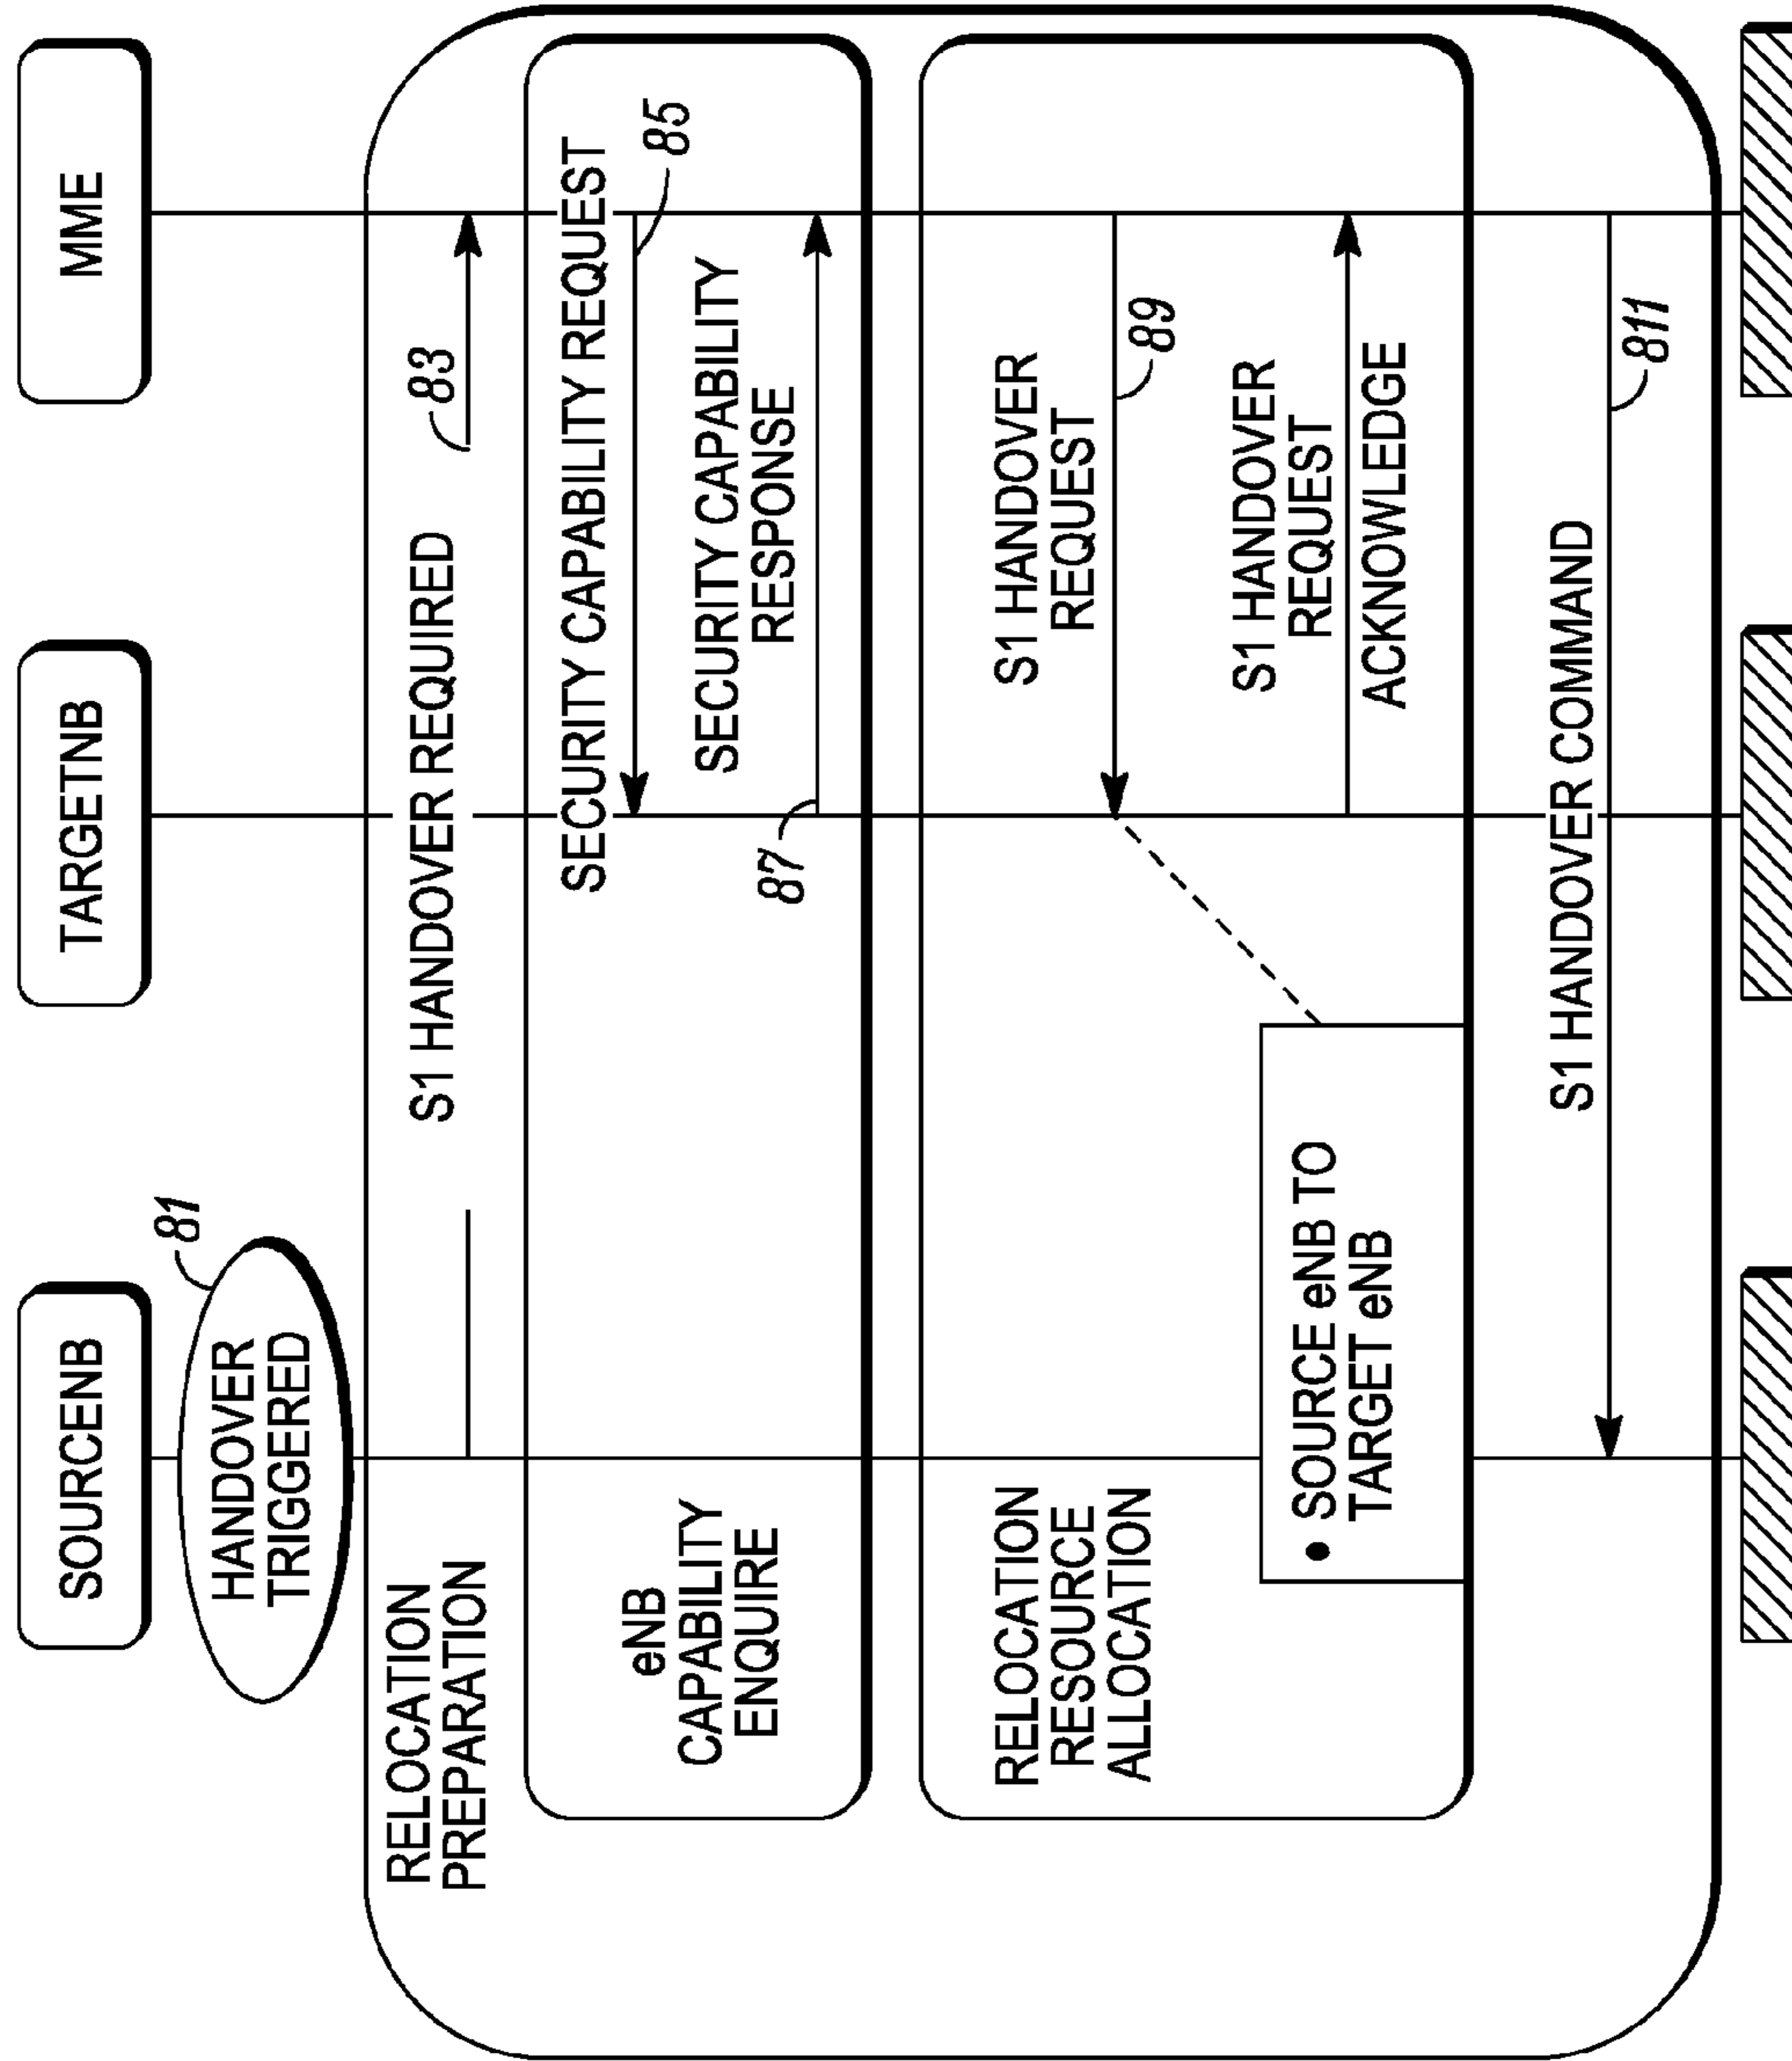 SOURCENB
TARGETNB
MME
81
HANDOVER
TRIGGERED
RELOCATION
PREPARATION
S1 HANDOVER REQUIRED
83
eNB
CAPABILITY
ENQUIRE
SECURITY CAPABILITY REQUEST
85
SECURITY CAPABILITY
RESPONSE
87
RELOCATION
RESOURCE
ALLOCATION
S1 HANDOVER
REQUEST
89
S1 HANDOVER
REQUEST
ACKNOWLEDGE
• SOURCE eNB TO
TARGET eNB
S1 HANDOVER COMMAND
811